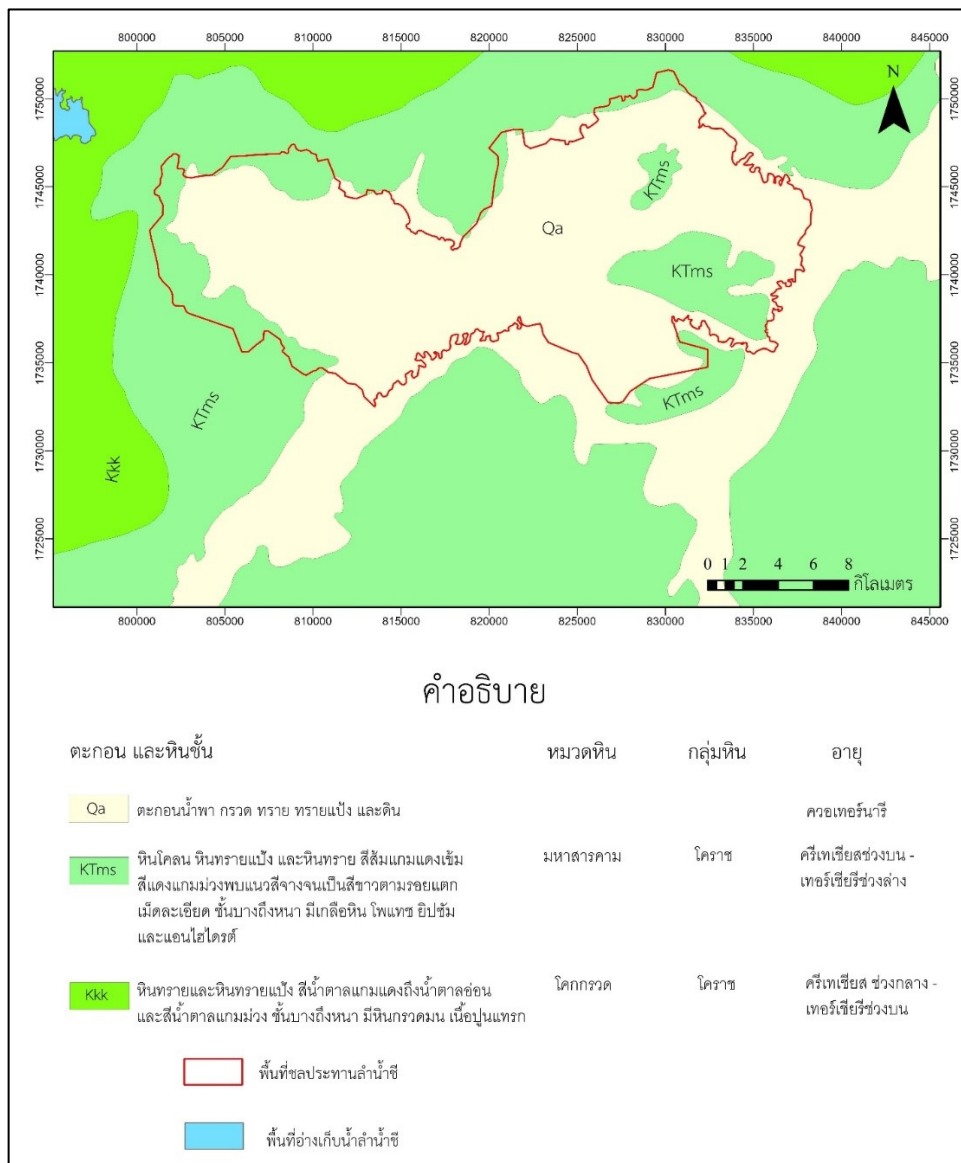 800000 805000 810000 815000 820000 825000 830000 835000 840000 845000
1750000 1750000
N
1745000 KTms 1745000
Qa
1740000 KTms 1740000
1735000 1735000
KTms KTms
1730000 Kkk 1730000
1725000 0 1 2 4 6 8 1725000
กิโลเมตร
800000 805000 810000 815000 820000 825000 830000 835000 840000 845000
คำอธิบาย
ตะกอน และหินชั้น หมวดหิน กลุ่มหิน อายุ
Qa ตะกอนน้ำพา กรวด ทราย ทรายแป้ง และดิน ควอเทอร์นารี
KTms หินโคลน หินทรายแป้ง และหินทราย สีส้มแกมแดงเข้ม มหาสารคาม โคราช ครีเทเชียสช่วงบน -
สีแดงแกมม่วงพบแนวสีจางจนเป็นสีขาวตามรอยแตก เทอร์เชียรีช่วงล่าง
เม็ดละเอียด ชั้นบางถึงหนา มีเกลือหิน โพแทซ ยิปซัม
และแอนไฮไดรต์
Kkk หินทรายและหินทรายแป้ง สีน้ำตาลแกมแดงถึงน้ำตาลอ่อน โคกกรวด โคราช ครีเทเชียส ช่วงกลาง -
และสีน้ำตาลแกมม่วง ชั้นบางถึงหนา มีหินกรวดมน เนื้อปูนแทรก เทอร์เชียรีช่วงบน
พื้นที่ชลประทานลำน้ำชี
พื้นที่อ่างเก็บน้ำลำน้ำชี